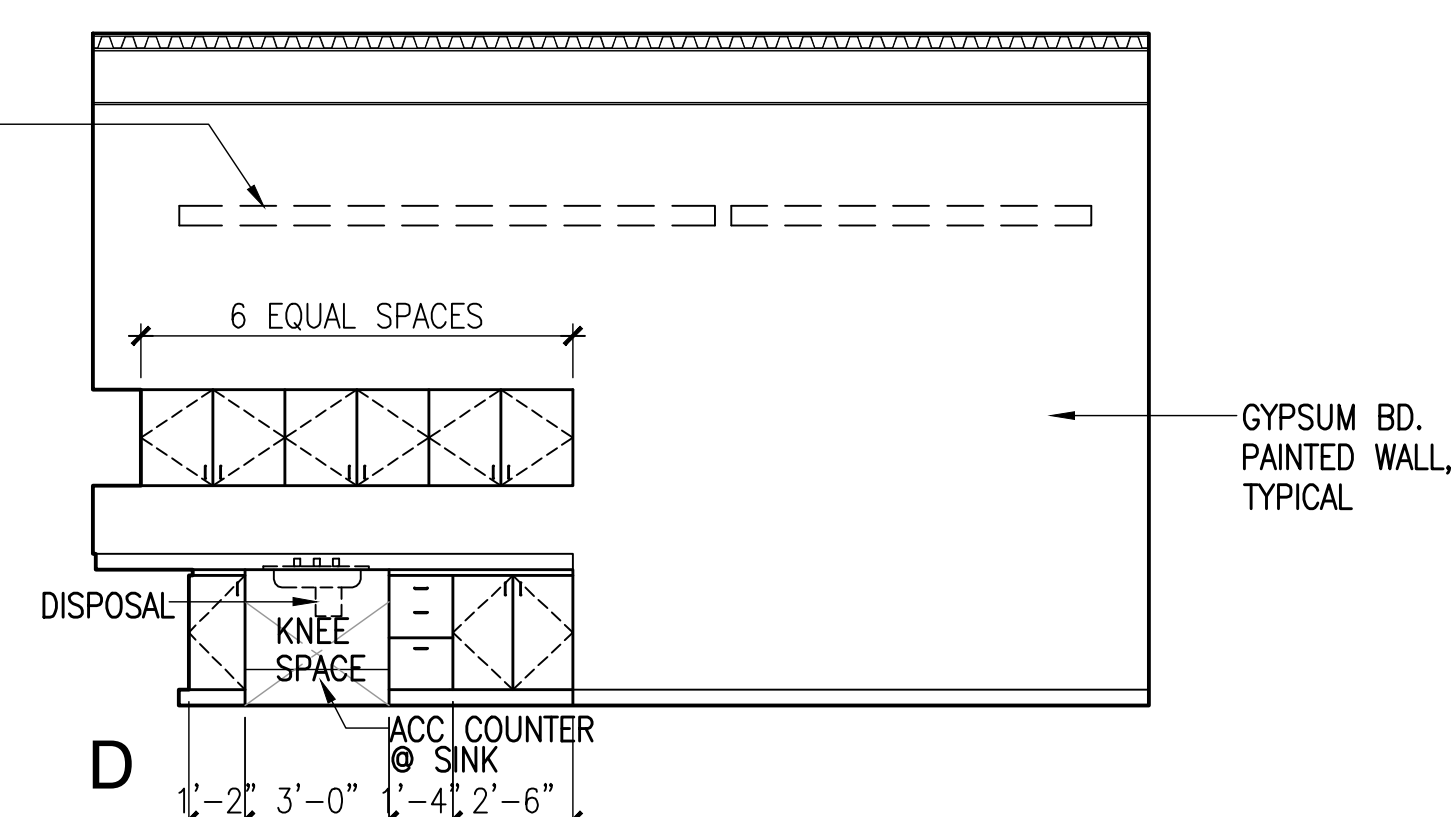 6 EQUAL SPACES
GYPSUM BD.
PAINTED WALL,
TYPICAL
DISPOSAL
KNEE
SPACE
ACC COUNTER
@ SINK
D
1'-2" 3'-0" 1'-4" 2'-6"